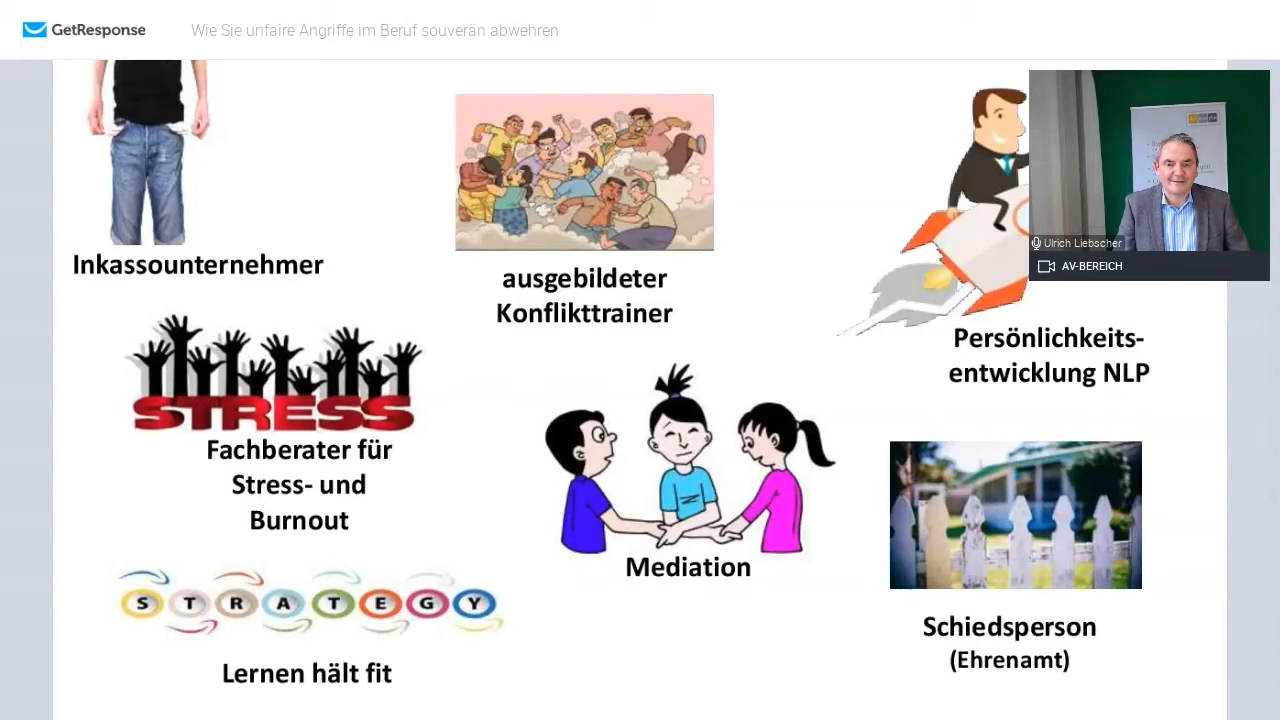 GetResponse
Wie Sie unfaire Angriffe im Beruf souverän abwehren
Ulrich Liebscher
AV-BEREICH
Inkassounternehmer
ausgebildeter
Konflikttrainer
Persönlichkeits-
entwicklung NLP
STRESS
Fachberater für
Stress- und
Burnout
Mediation
STRATEGY
Lernen hält fit
Schiedsperson
(Ehrenamt)